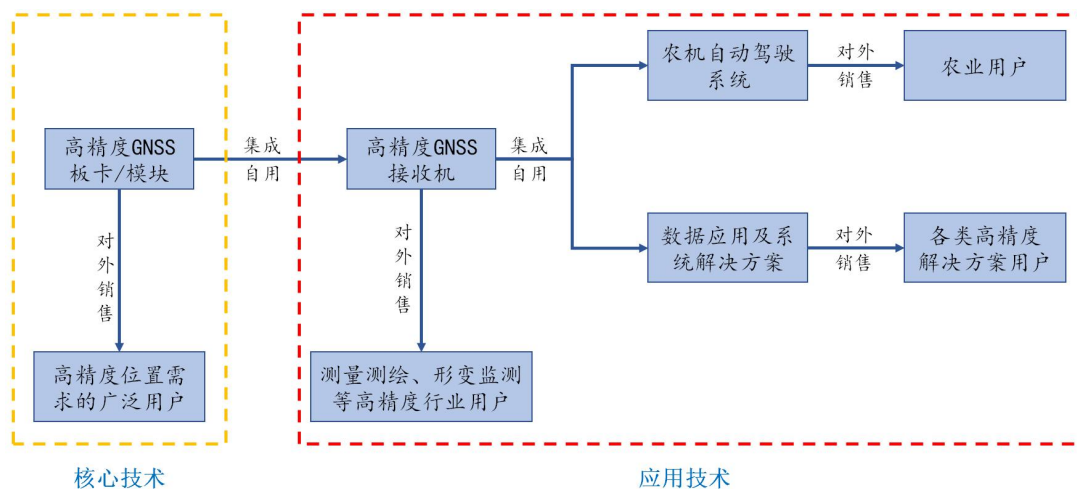 高精度GNSS
板卡/模块
集成
自用
对外销售
高精度位置需
求的广泛用户
核心技术
高精度GNSS
接收机
集成
自用
对外销售
测量测绘、形变监测
等高精度行业用户
农机自动驾驶
系统
对外
销售
农业用户
数据应用及系
统解决方案
对外
销售
各类高精度
解决方案用户
应用技术